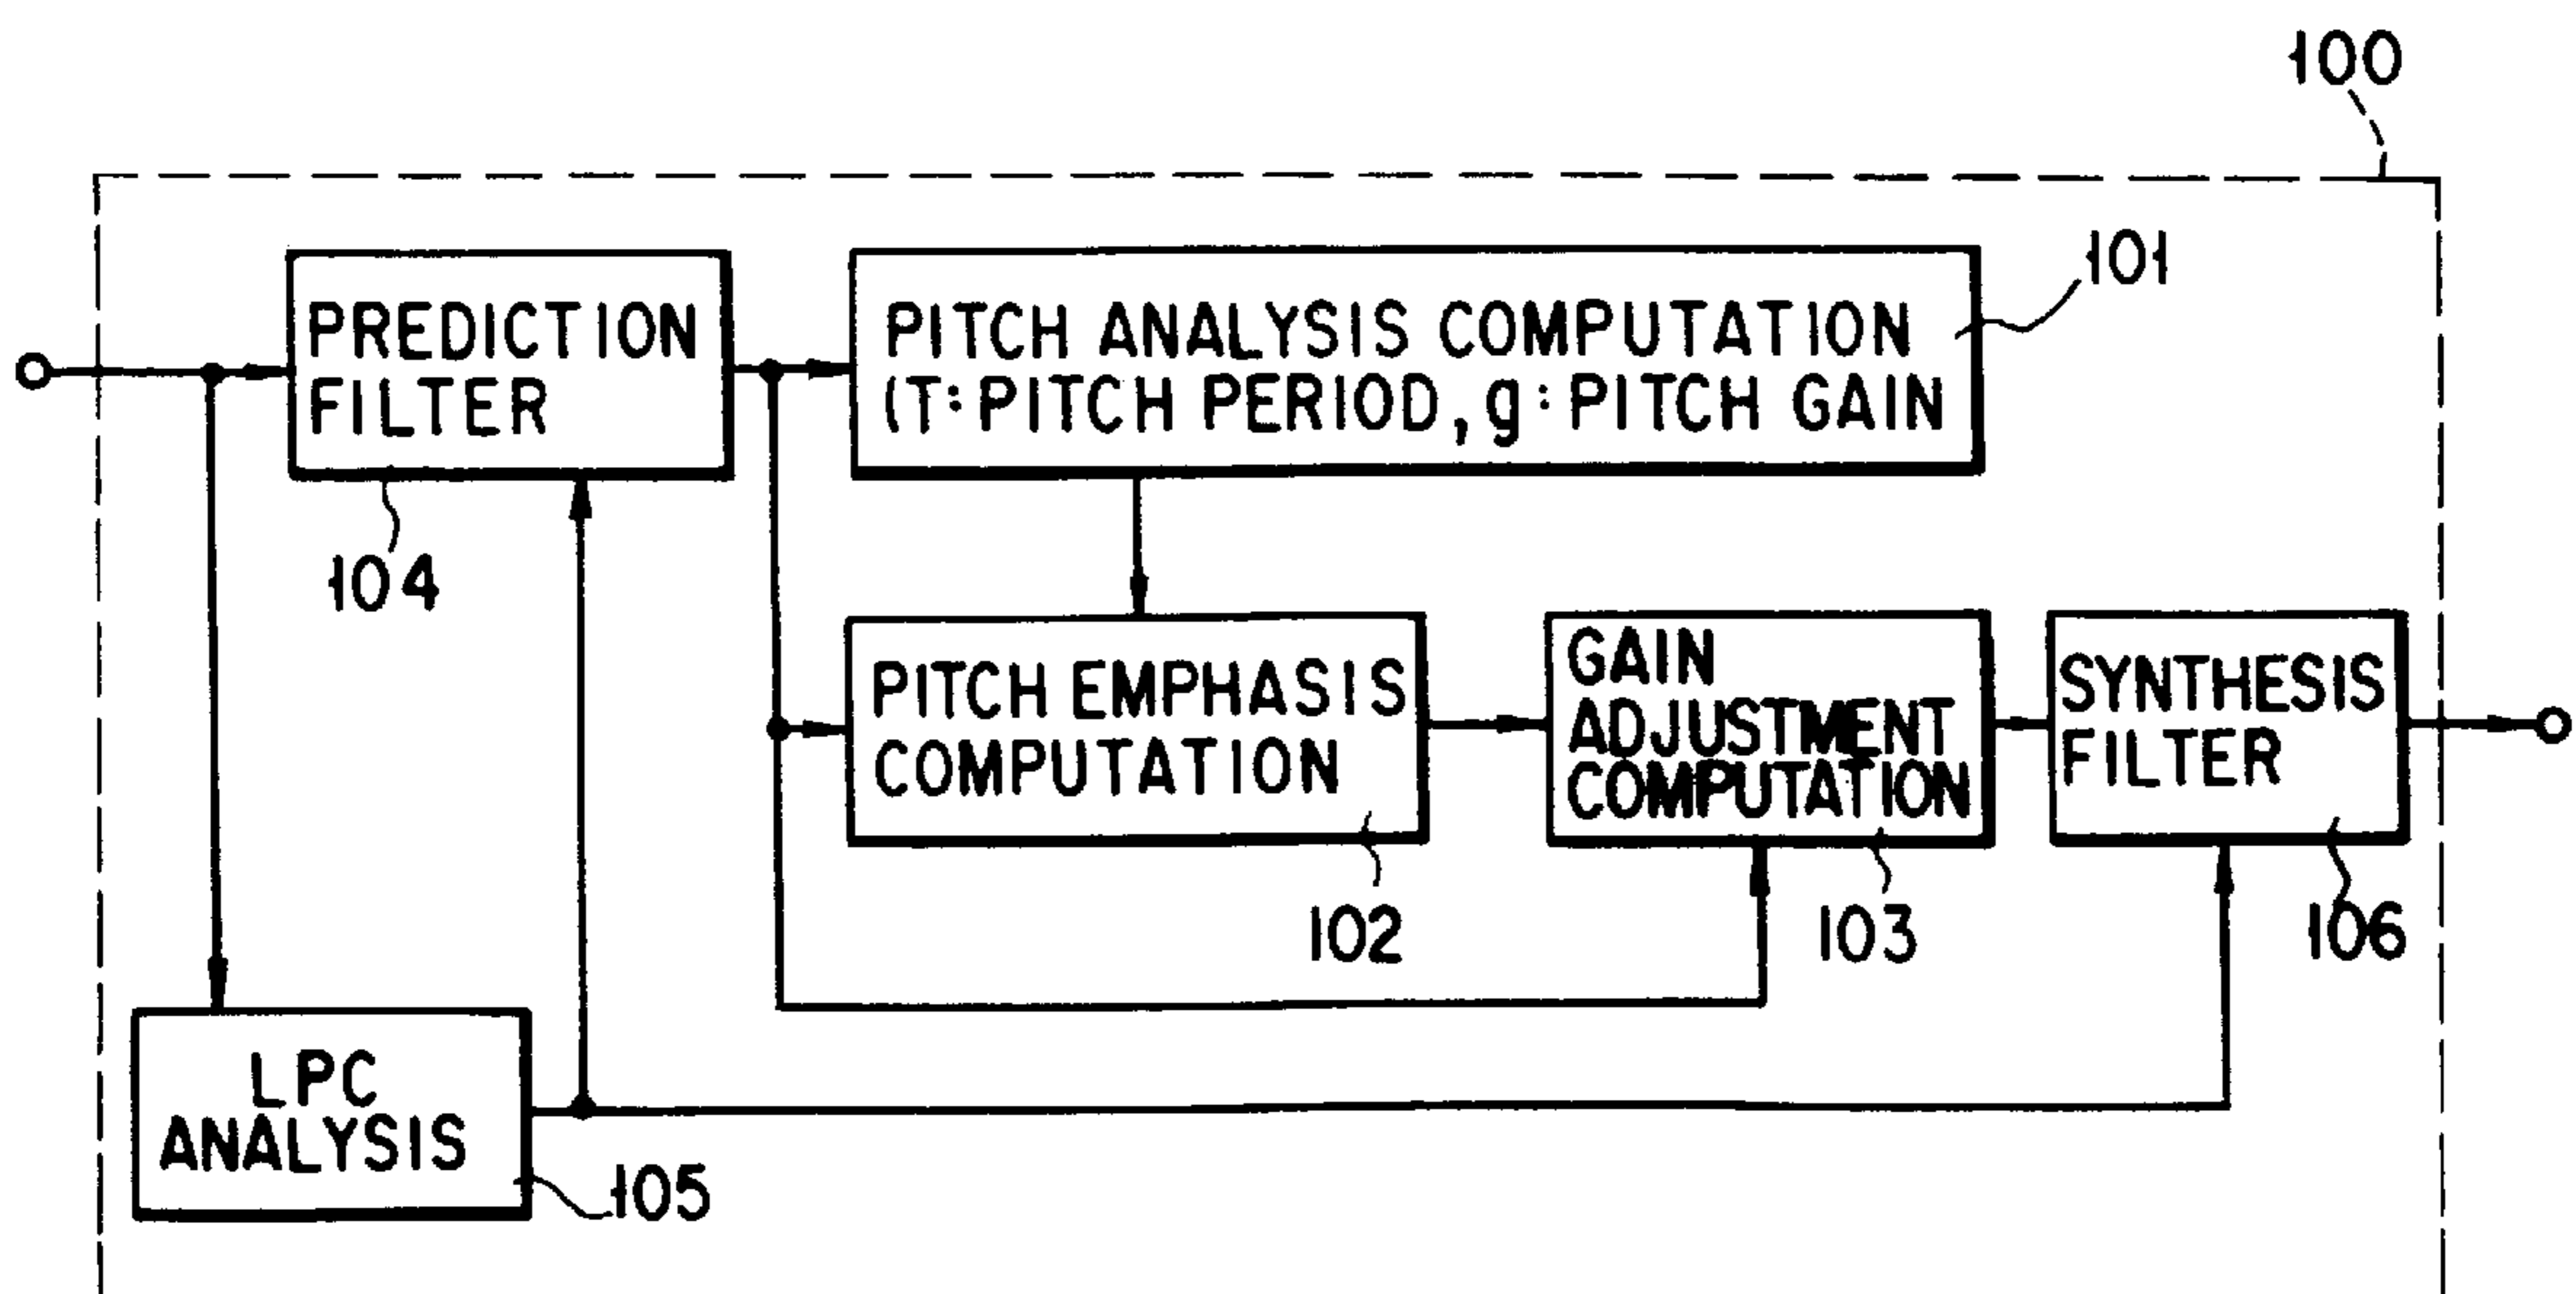 100
101
PREDICTION
FILTER
PITCH ANALYSIS COMPUTATION
(T: PITCH PERIOD, g: PITCH GAIN
104
PITCH EMPHASIS
COMPUTATION
GAIN
ADJUSTMENT
COMPUTATION
SYNTHESIS
FILTER
102
103
106
LPC
ANALYSIS
105